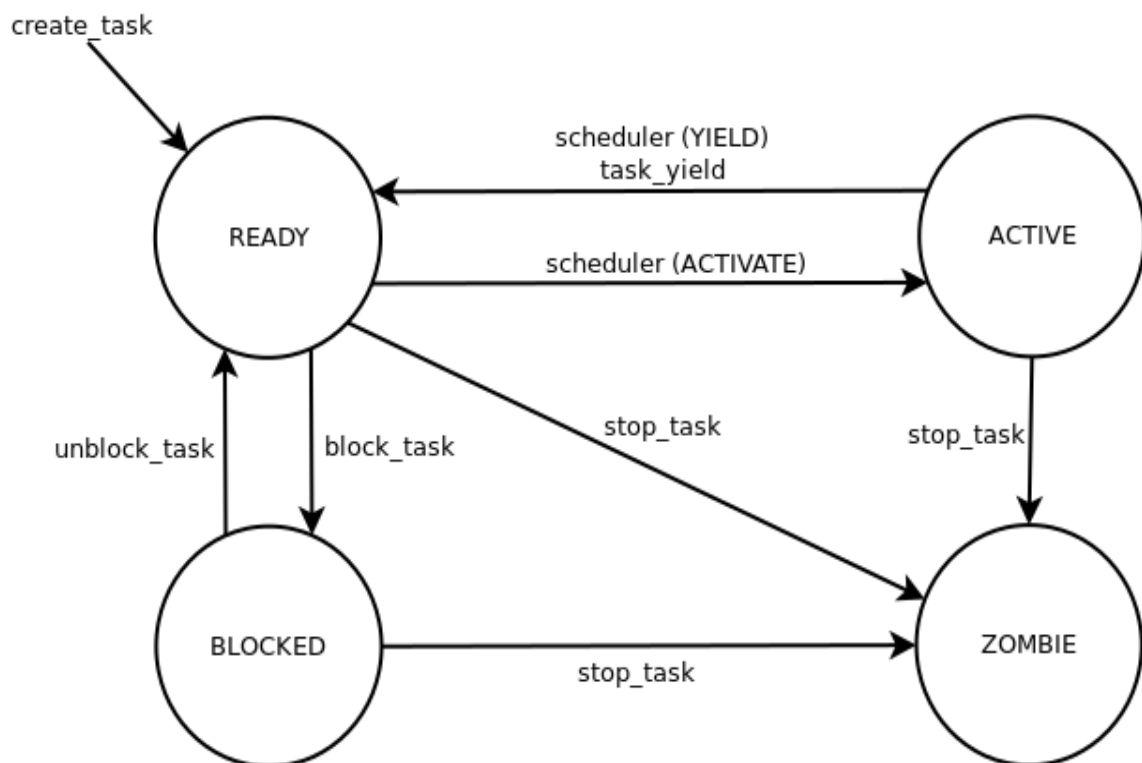 create_task
scheduler (YIELD)
task_yield
READY
ACTIVE
scheduler (ACTIVATE)
unblock_task
block_task
stop_task
stop_task
BLOCKED
ZOMBIE
stop_task